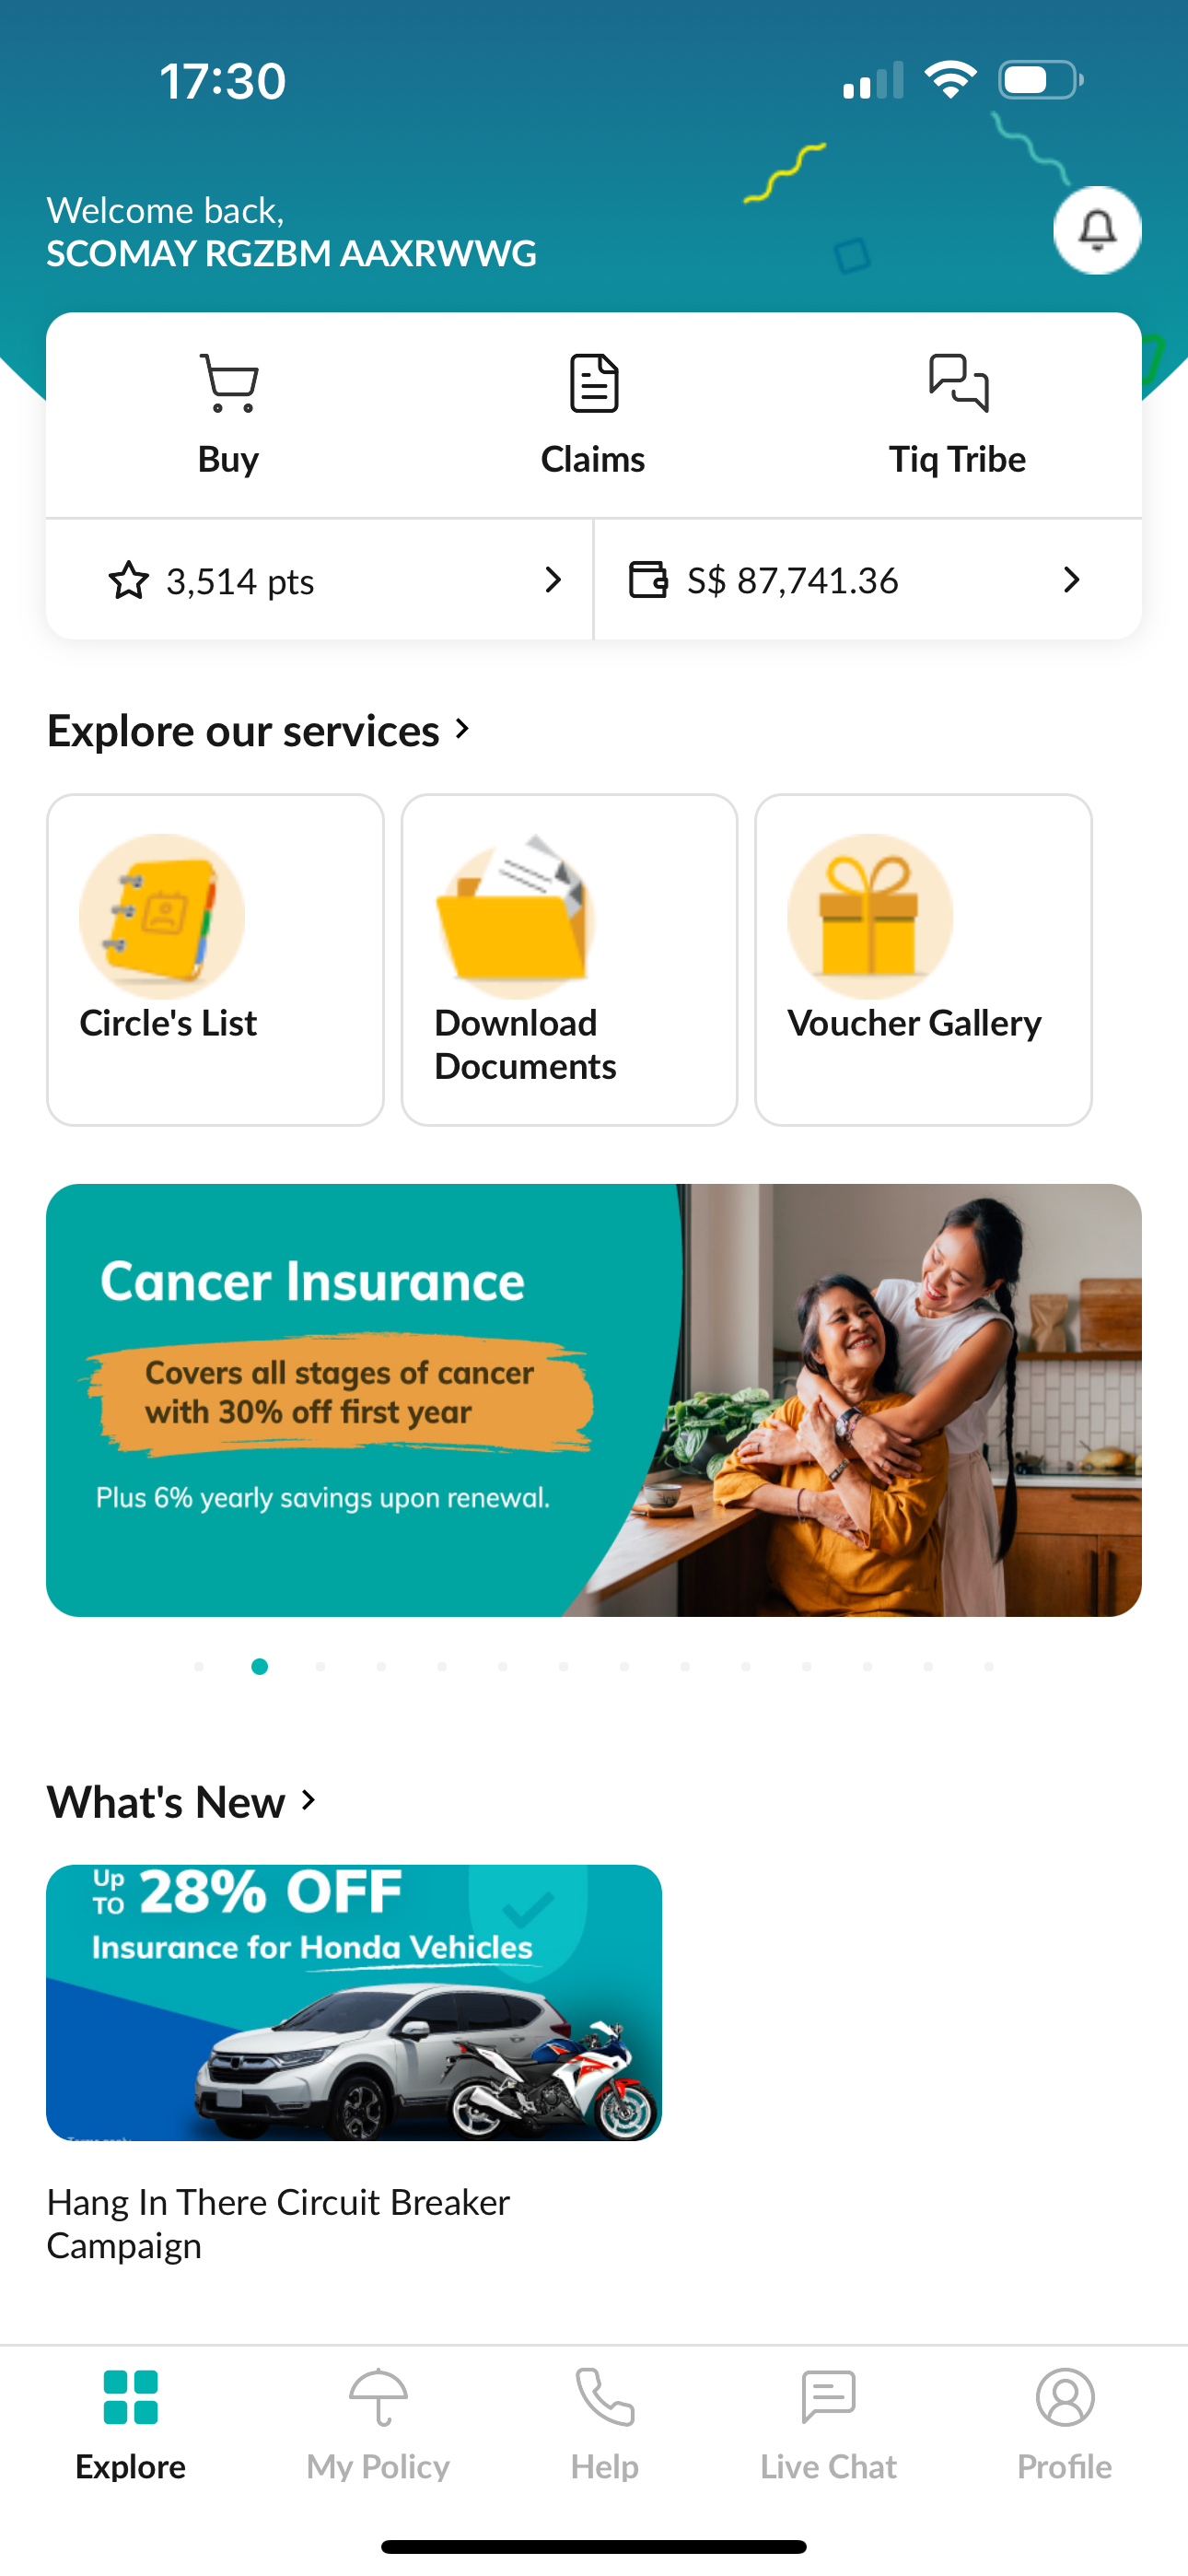 17:30
Welcome back,
SCOMAY RGZBM AAXRWWG
Buy
Claims
Tiq Tribe
3,514 pts
S$ 87,741.36
Explore our services
Circle's List
Download
Documents
Voucher Gallery
Cancer Insurance
Covers all stages of cancer
with 30% off first year
Plus 6% yearly savings upon renewal.
What's New
Up
TO
28% OFF
Insurance for Honda Vehicles
Hang In There Circuit Breaker
Campaign
Explore
My Policy
Help
Live Chat
Profile